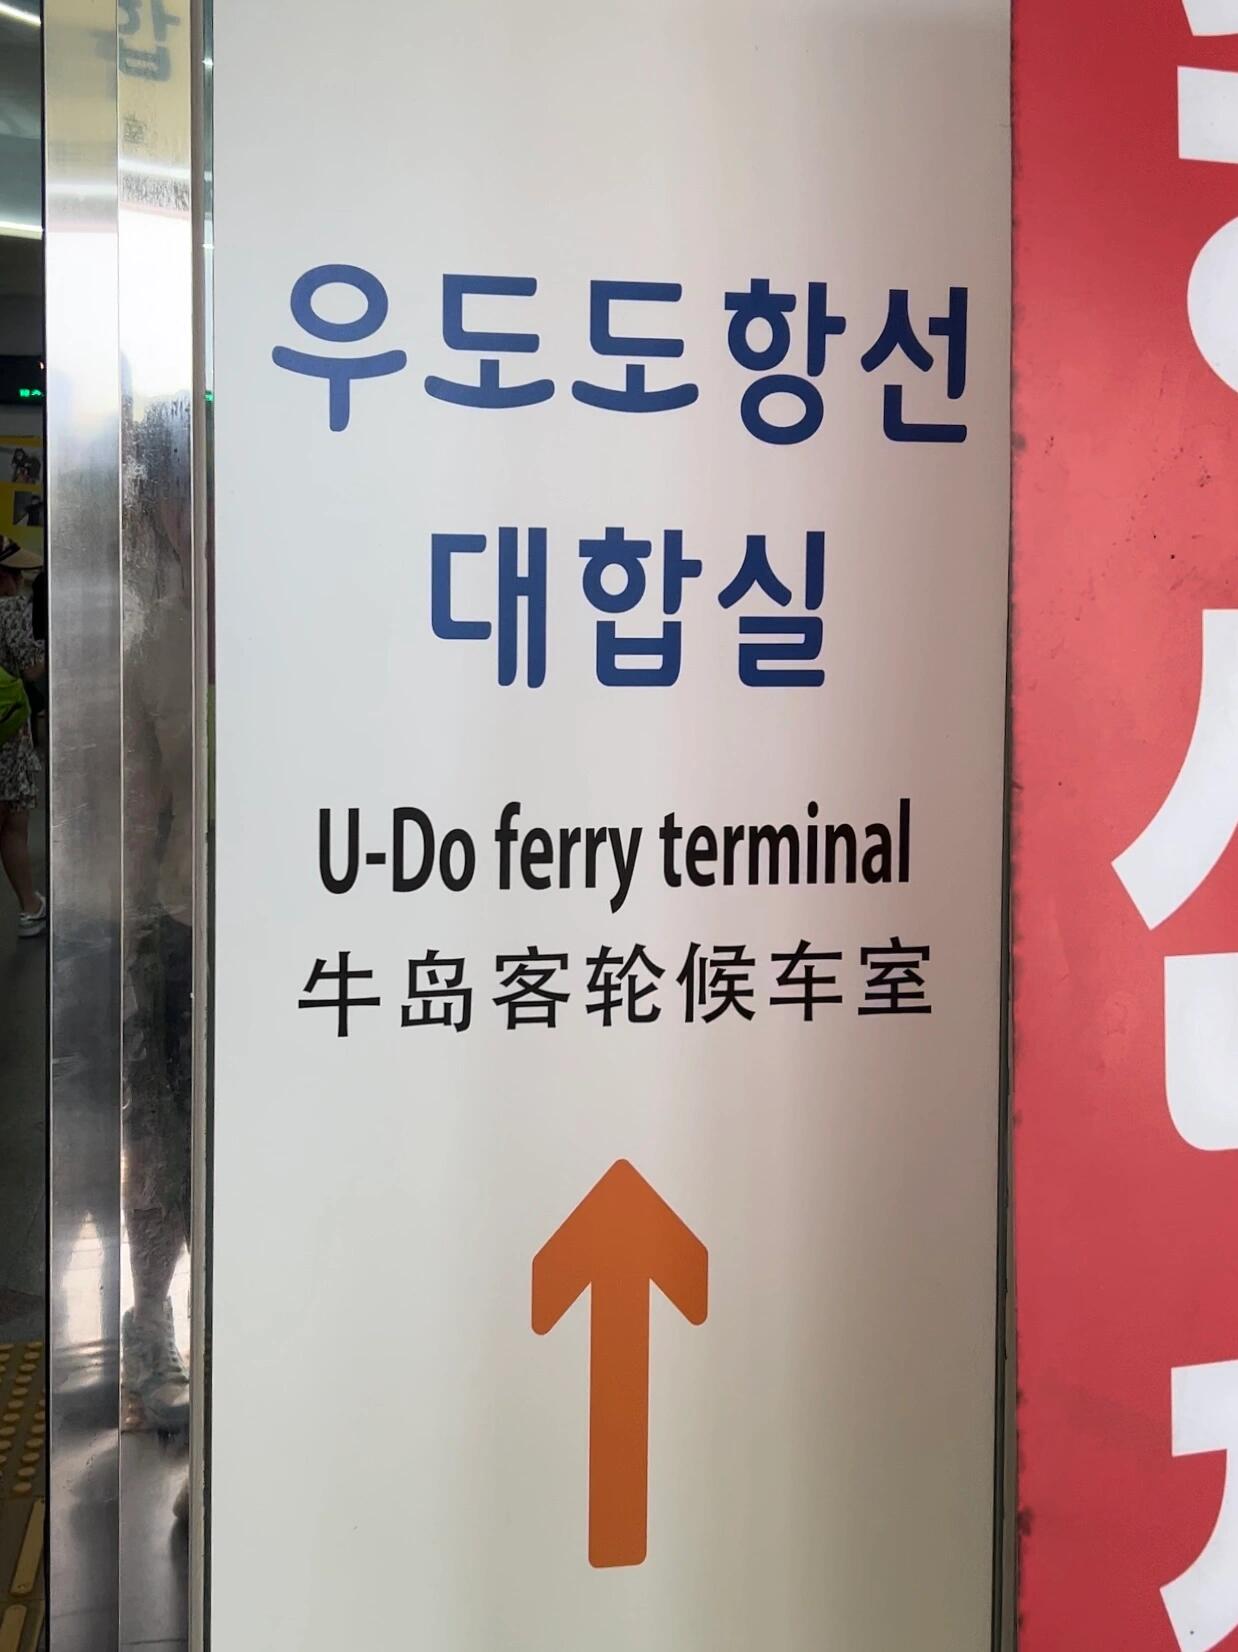 우도도항선
대합실
U-Do ferry terminal
牛岛客轮候车室